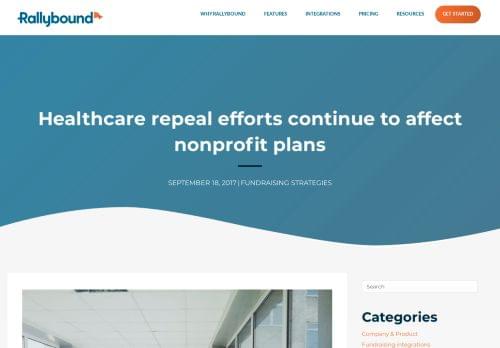 Rallybound
WHY RALLYBOUND
FEATURES
INTEGRATIONS
PRICING
RESOURCES
GET STARTED
Healthcare repeal efforts continue to affect
nonprofit plans
SEPTEMBER 18, 2017 | FUNDRAISING STRATEGIES
Search
Categories
Company & Product
Fundraising integrations